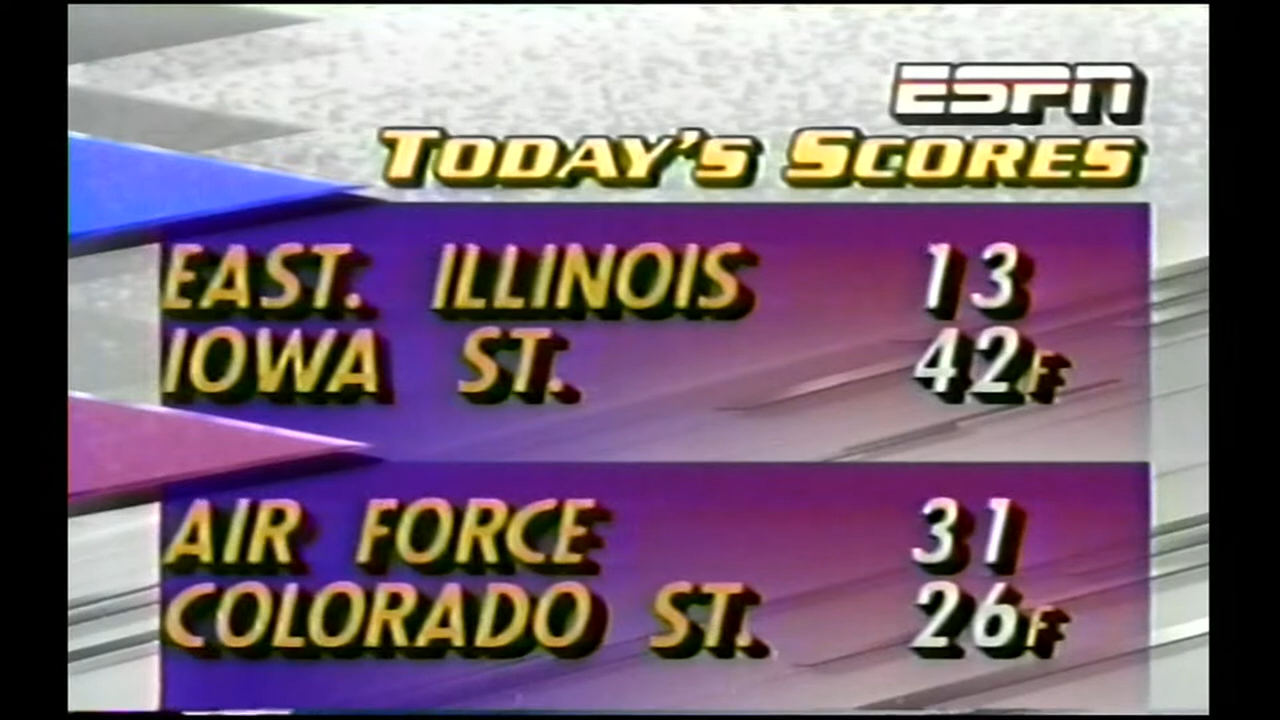 ESPN
TODAY'S SCORES
EAST. ILLINOIS 13
IOWA ST. 42F
AIR FORCE 31
COLORADO ST. 26F